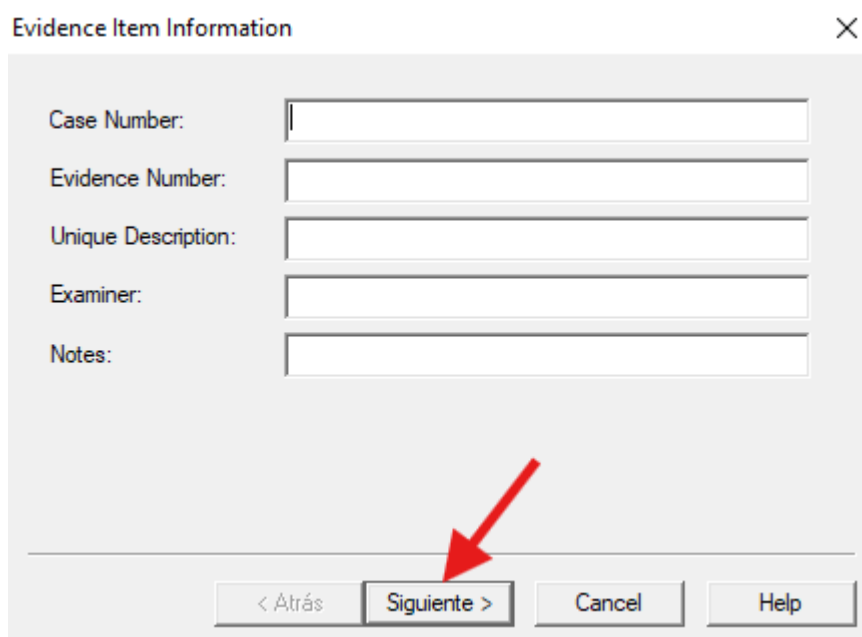 Evidence Item Information
Case Number:
Evidence Number:
Unique Description:
Examiner:
Notes:
< Atrás Siguiente > Cancel Help